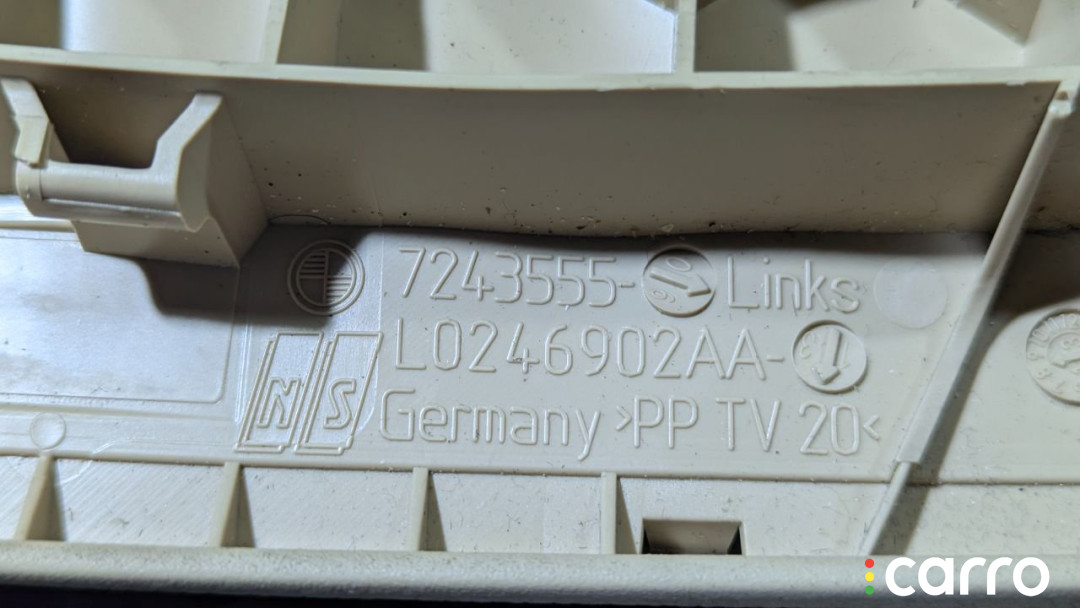 7243555- Links
L0246902AA-
NS
Germany >PP TV 20<
carro